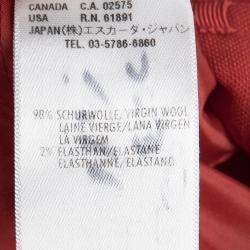 CANADA C.A. 02575
USA R.N. 61891
JAPAN(株)エスカーダ・ジャパン
TEL. 03-5786-6860
98% SCHURWOLLE/VIRGIN WOOL
LAINE VIERGE/LANA VERGEN
LA VIRGEM
2% ELASTHAN/ELASTANE
ELASTHANNE, ELASTANO